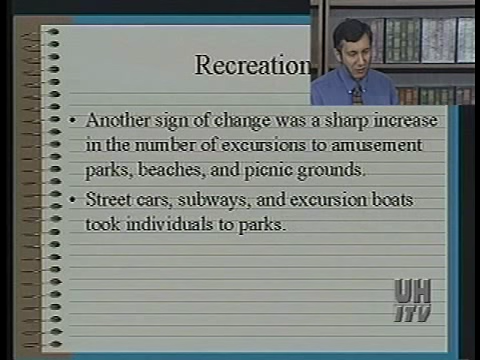 Recreation
• Another sign of change was a sharp increase
in the number of excursions to amusement
parks, beaches, and picnic grounds.
• Street cars, subways, and excursion boats
took individuals to parks.
UH
ITV